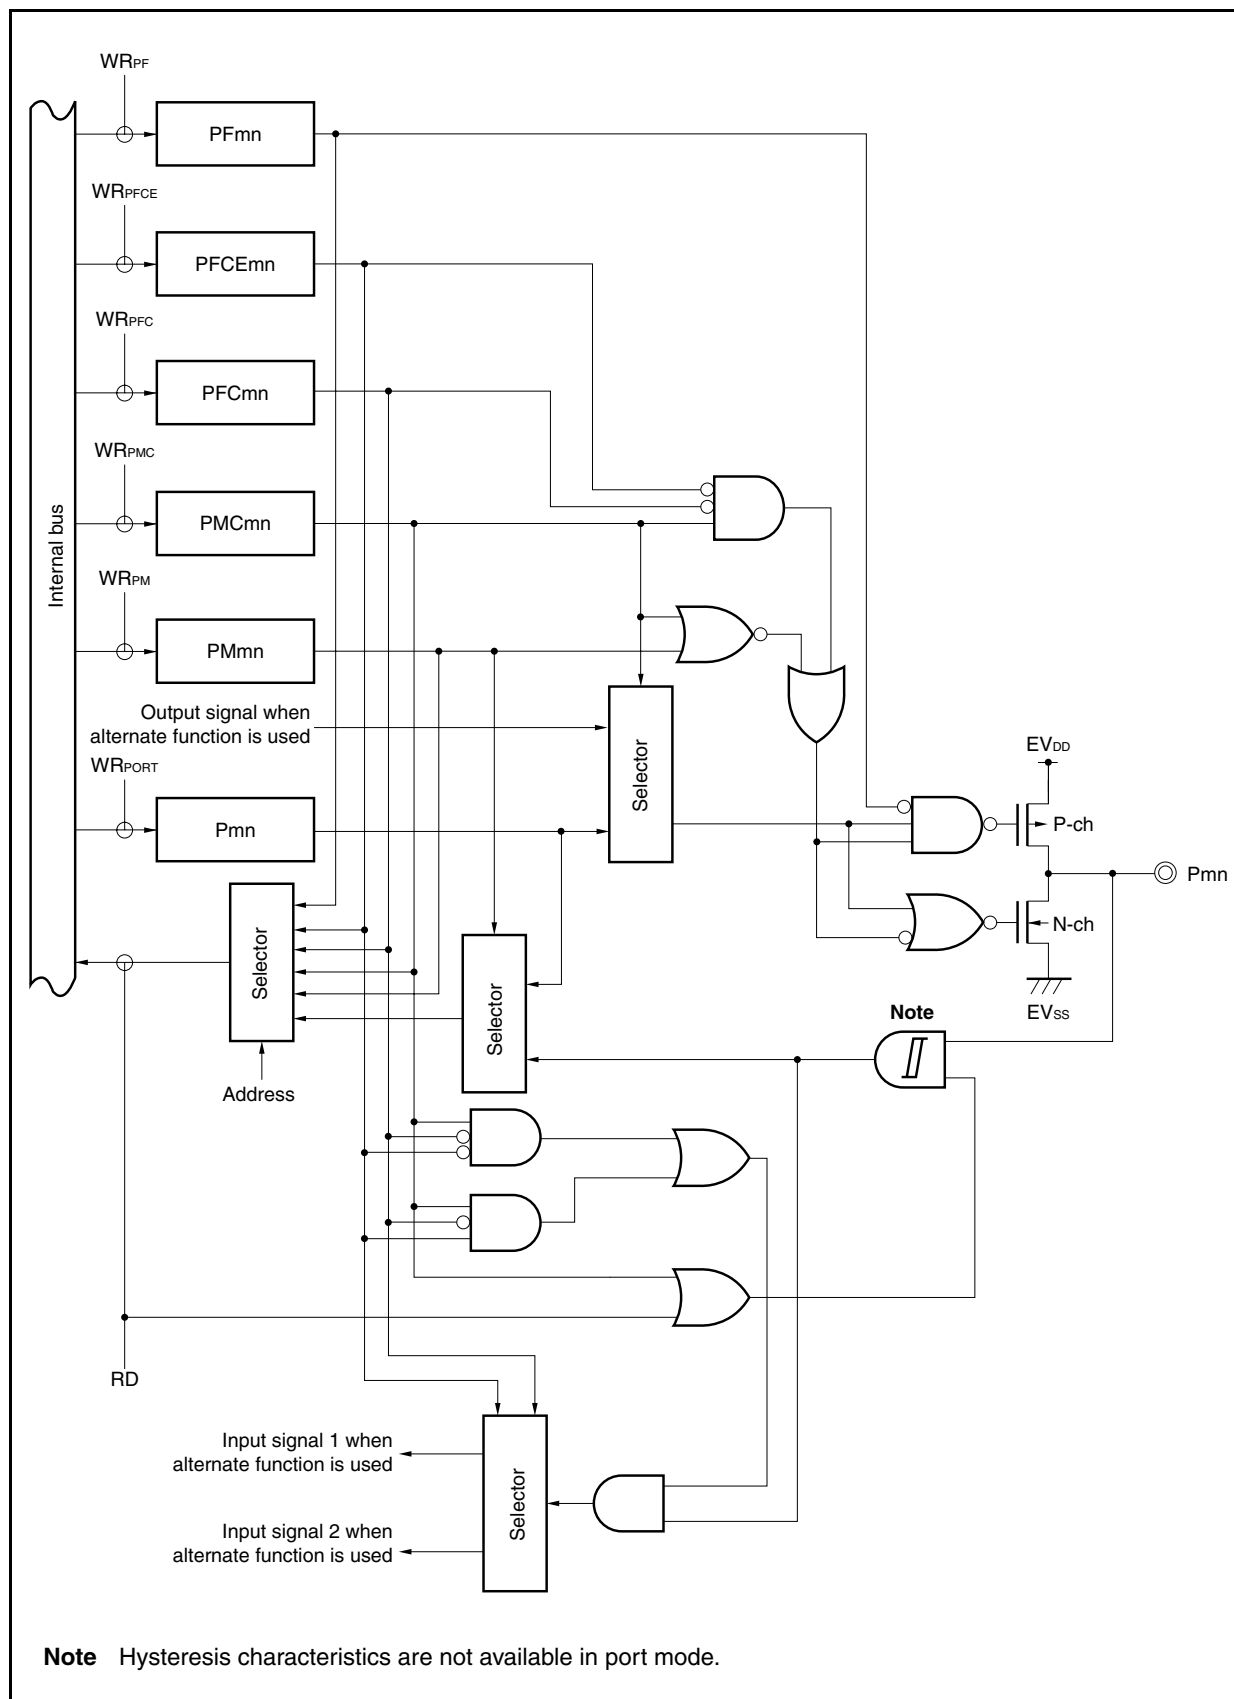 WRPF
PFmn
WRPFCE
PFCEmn
WRPFC
PFCmn
WRPMC
PMCmn
Internal bus
WRPM
PMmn
Output signal when
alternate function is used
Selector
WRPORT
Pmn
EVDD
P-ch
Pmn
N-ch
EVSS
Selector
Selector
Note
Address
RD
Input signal 1 when
alternate function is used
Selector
Input signal 2 when
alternate function is used
Note Hysteresis characteristics are not available in port mode.